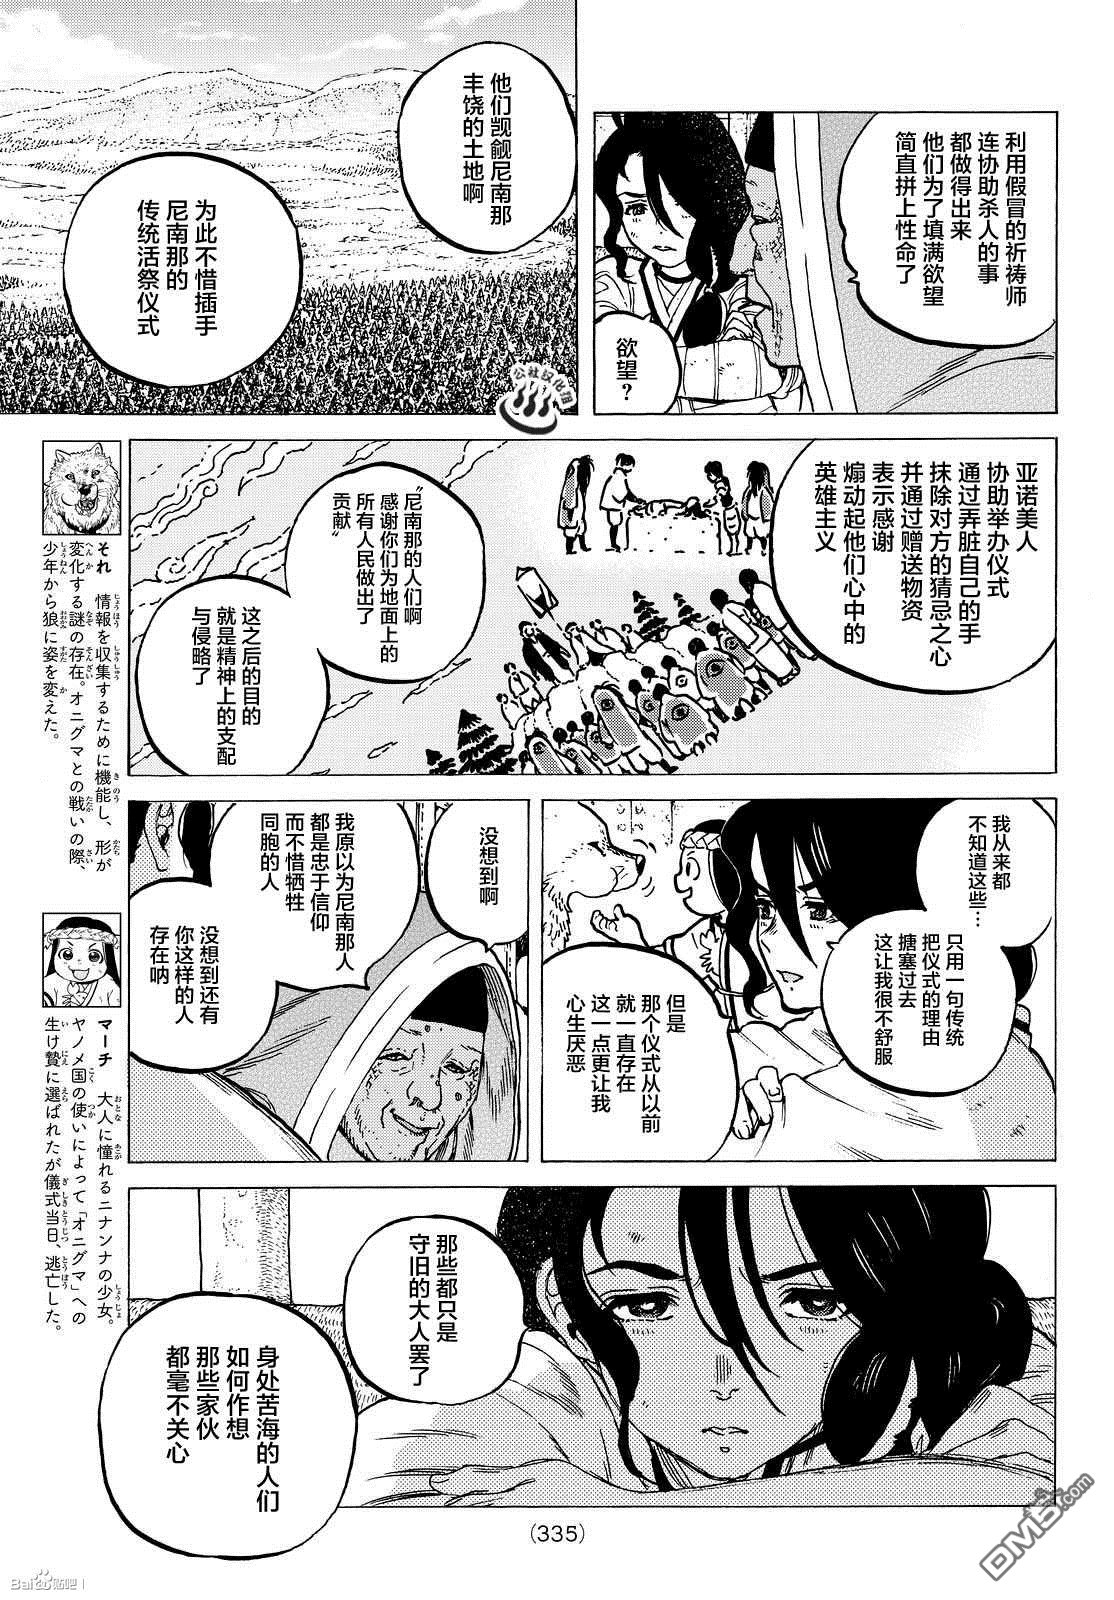 利用假冒的祈祷师
连协助杀人的事
都做得出来
他们为了填满欲望
简直拼上性命了
欲望？
他们觊觎尼南那
丰饶的土地啊
为此不惜插手
尼南那的
传统活祭仪式
公社汉化组
亚诺美人
协助举办仪式
通过弄脏自己的手
抹除对方的猜忌之心
并通过赠送物资
表示感谢
煽动起他们心中的
英雄主义
“尼南那的人们啊
感谢你们为地面上的
所有人民做出了
贡献”
这之后的目的
就是精神上的支配
与侵略了
我从来都
不知道这些…
只用一句传统
把仪式的理由
搪塞过去
这让我很不舒服
但是
那个仪式从以前
就一直存在
这一点更让我
心生厌恶
没想到啊
我原以为尼南那人
都是忠于信仰
而不惜牺牲
同胞的人
没想到还有
你这样的人
存在呐
那些都只是
守旧的大人罢了
身处苦海的人们
如何作想
那些家伙
都毫不关心
それ　情報を収集するために機能し、形が
変化する謎の存在。オニグマとの戦いの際、
少年から狼に姿を変えた。
マーチ　大人に憧れるニナンナの少女。
ヤノメ国の使いによって「オニグマ」への
生け贄に選ばれたが儀式当日、逃亡した。
(335)
Bai贴吧
DM5.com